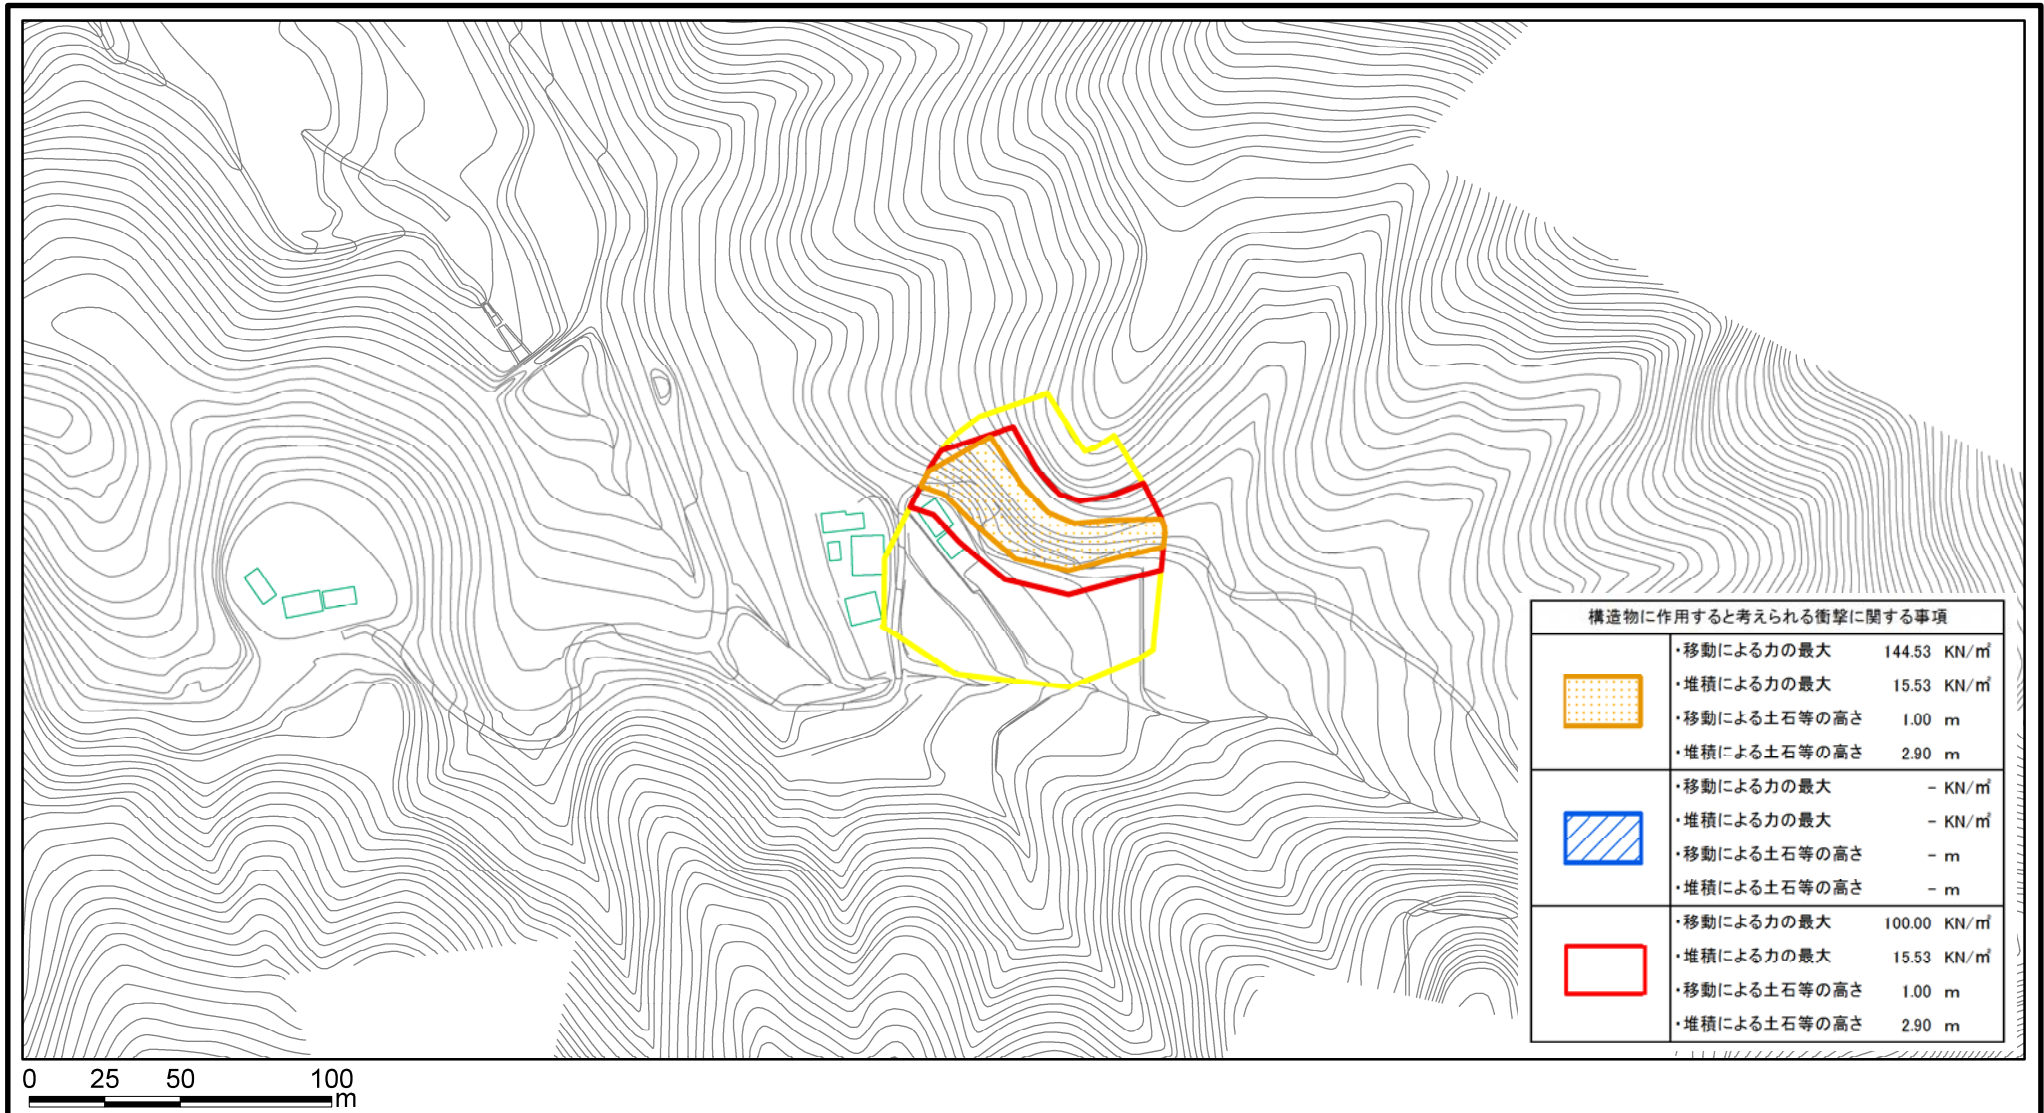 構造物に作用すると考えられる衝撃に関する事項
・移動による力の最大 144.53 KN/㎡
・堆積による力の最大 15.53 KN/㎡
・移動による土石等の高さ 1.00 m
・堆積による土石等の高さ 2.90 m
・移動による力の最大 - KN/㎡
・堆積による力の最大 - KN/㎡
・移動による土石等の高さ - m
・堆積による土石等の高さ - m
・移動による力の最大 100.00 KN/㎡
・堆積による力の最大 15.53 KN/㎡
・移動による土石等の高さ 1.00 m
・堆積による土石等の高さ 2.90 m
0 25 50 100
m